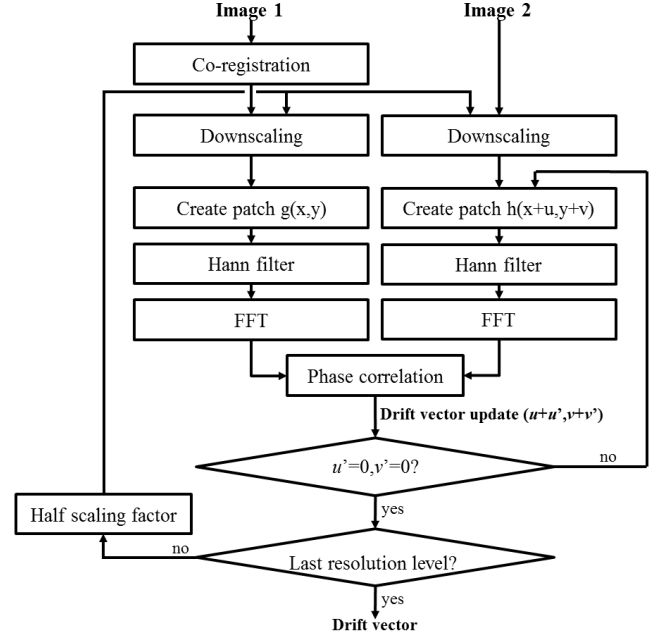 Image 1
Image 2
Co-registration
Downscaling
Downscaling
Create patch g(x,y)
Create patch h(x+u,y+v)
Hann filter
Hann filter
FFT
FFT
Phase correlation
Drift vector update (u+u’,v+v’)
u’=0,v’=0?
no
yes
Half scaling factor
Last resolution level?
no
yes
Drift vector